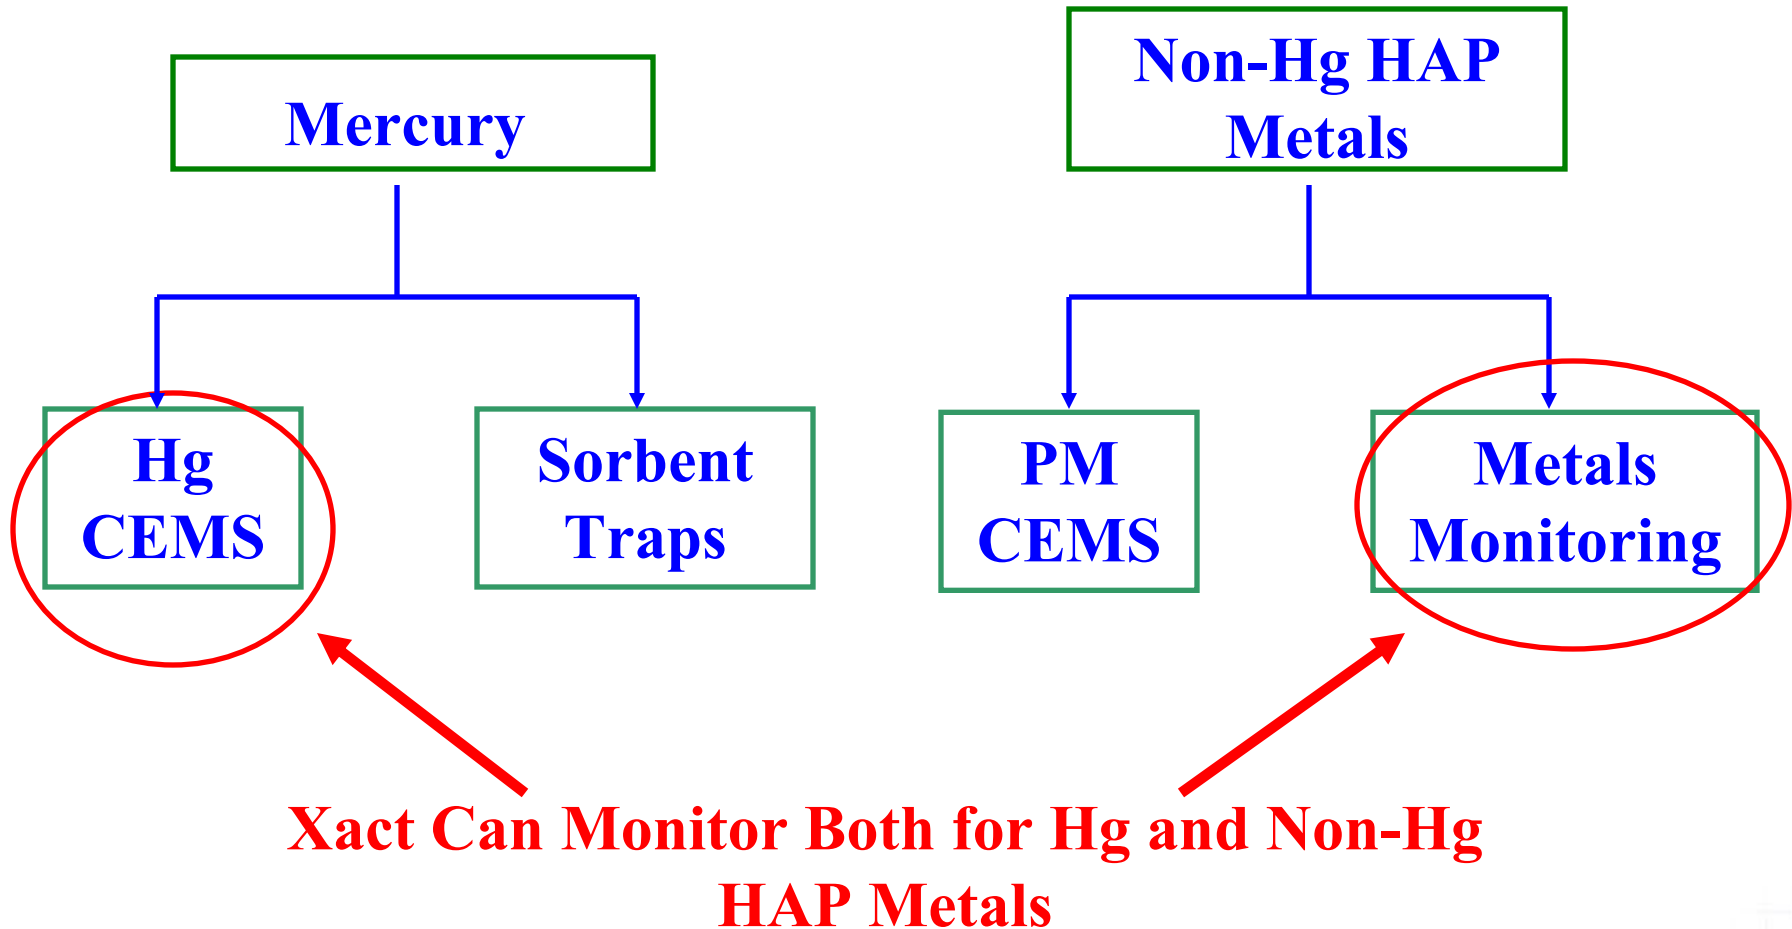 Mercury
Non-Hg HAP
Metals
Hg
CEMS
Sorbent
Traps
PM
CEMS
Metals
Monitoring
Xact Can Monitor Both for Hg and Non-Hg
HAP Metals